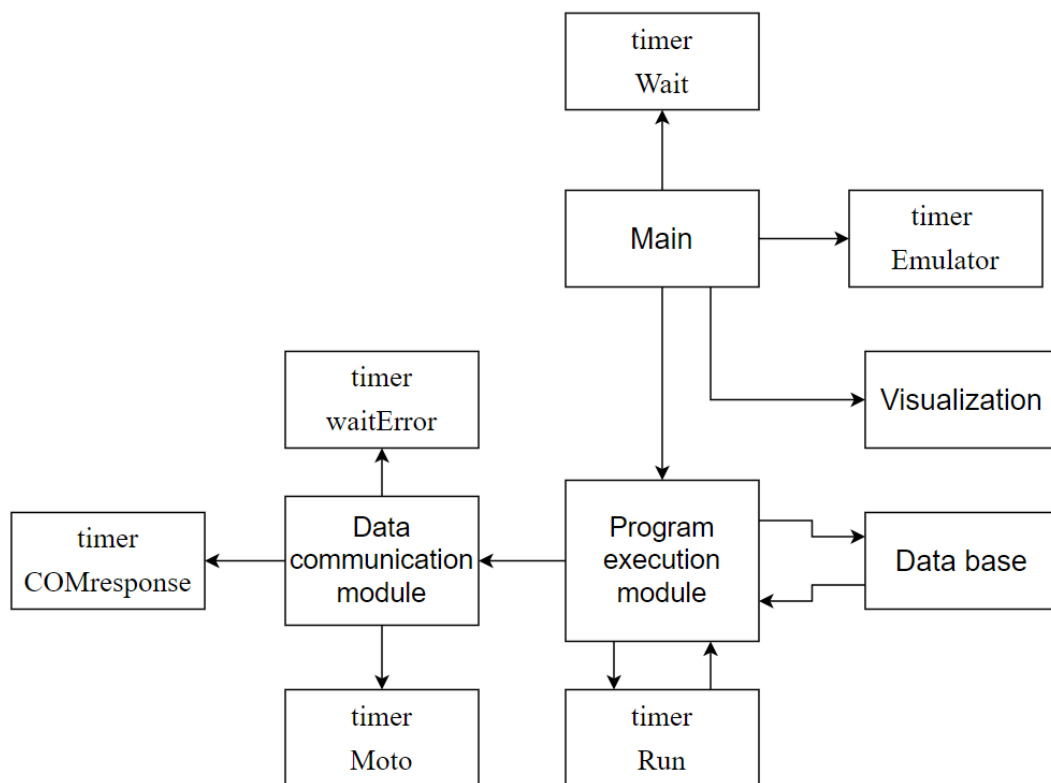 timer
Wait
Main
timer
Emulator
timer
waitError
Visualization
timer
COMresponse
Data
communication
module
Program
execution
module
Data base
timer
Moto
timer
Run